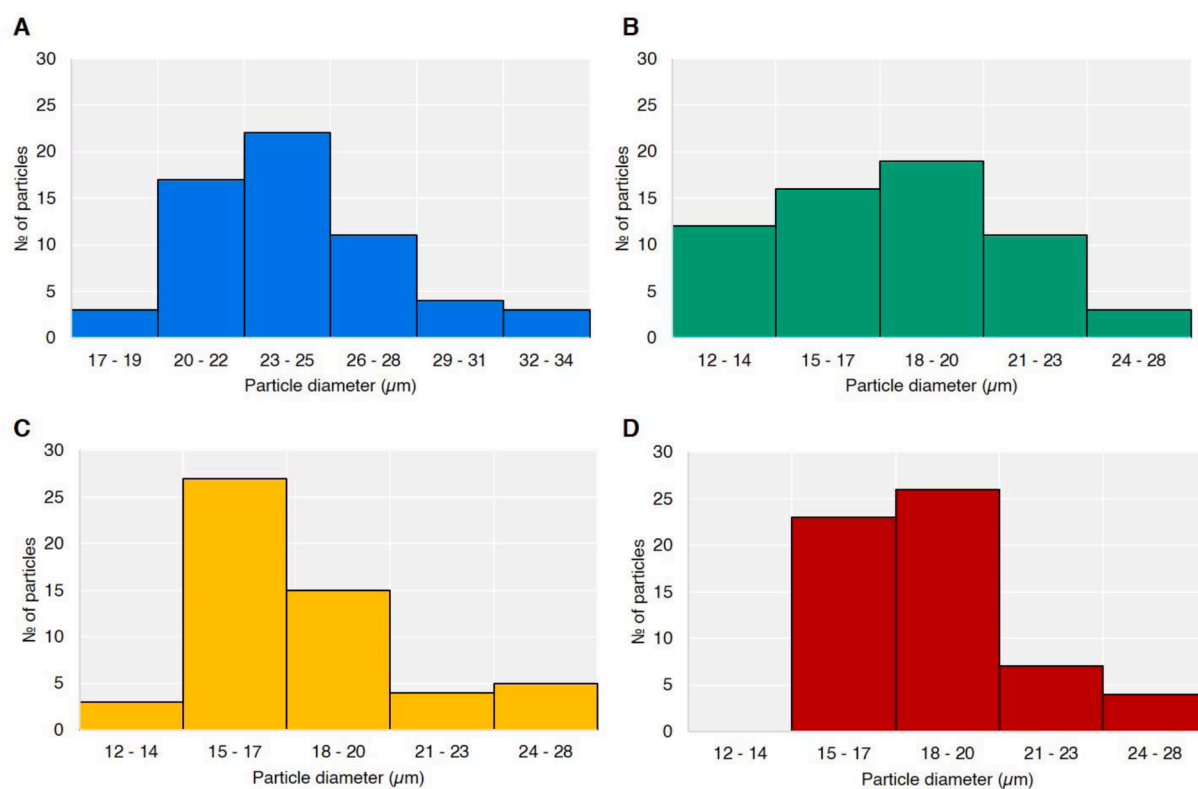 A
30
25
20
15
10
5
0
№ of particles
17 - 19 20 - 22 23 - 25 26 - 28 29 - 31 32 - 34
Particle diameter (µm)
B
30
25
20
15
10
5
0
№ of particles
12 - 14 15 - 17 18 - 20 21 - 23 24 - 28
Particle diameter (µm)
C
30
25
20
15
10
5
0
№ of particles
12 - 14 15 - 17 18 - 20 21 - 23 24 - 28
Particle diameter (µm)
D
30
25
20
15
10
5
0
№ of particles
12 - 14 15 - 17 18 - 20 21 - 23 24 - 28
Particle diameter (µm)